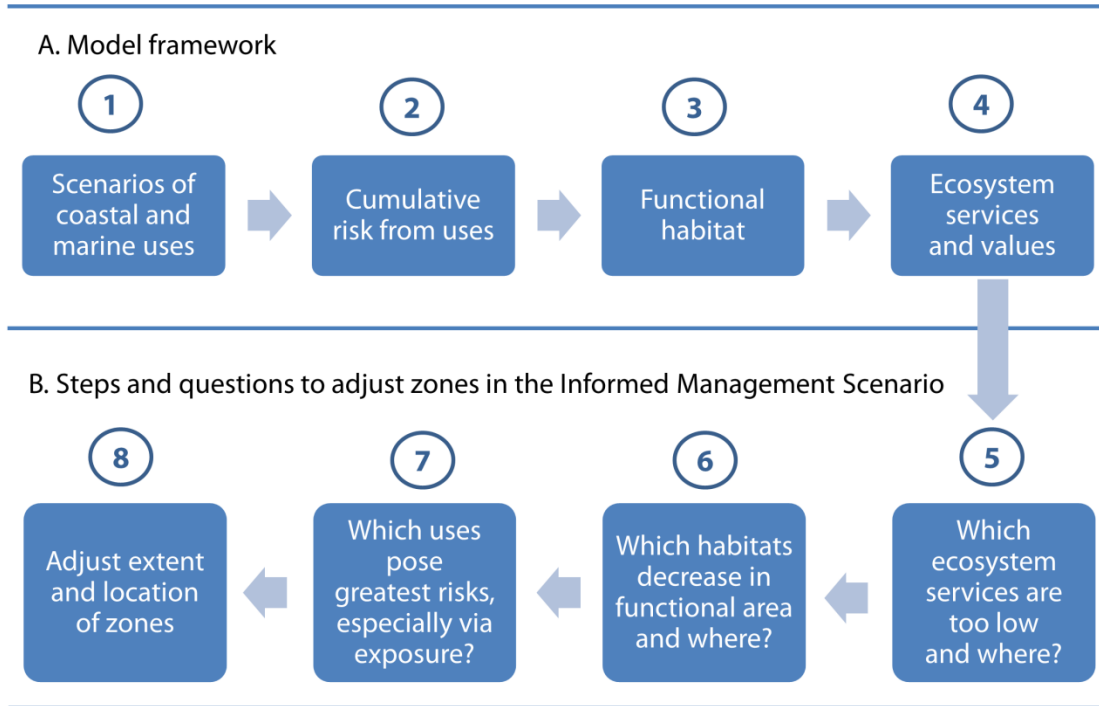 A. Model framework
1
2
3
4
Scenarios of
coastal and
marine uses
Cumulative
risk from uses
Functional
habitat
Ecosystem
services
and values
B. Steps and questions to adjust zones in the Informed Management Scenario
8
7
6
5
Adjust extent
and location
of zones
Which uses
pose
greatest risks,
especially via
exposure?
Which habitats
decrease in
functional area
and where?
Which
ecosystem
services are
too low
and where?